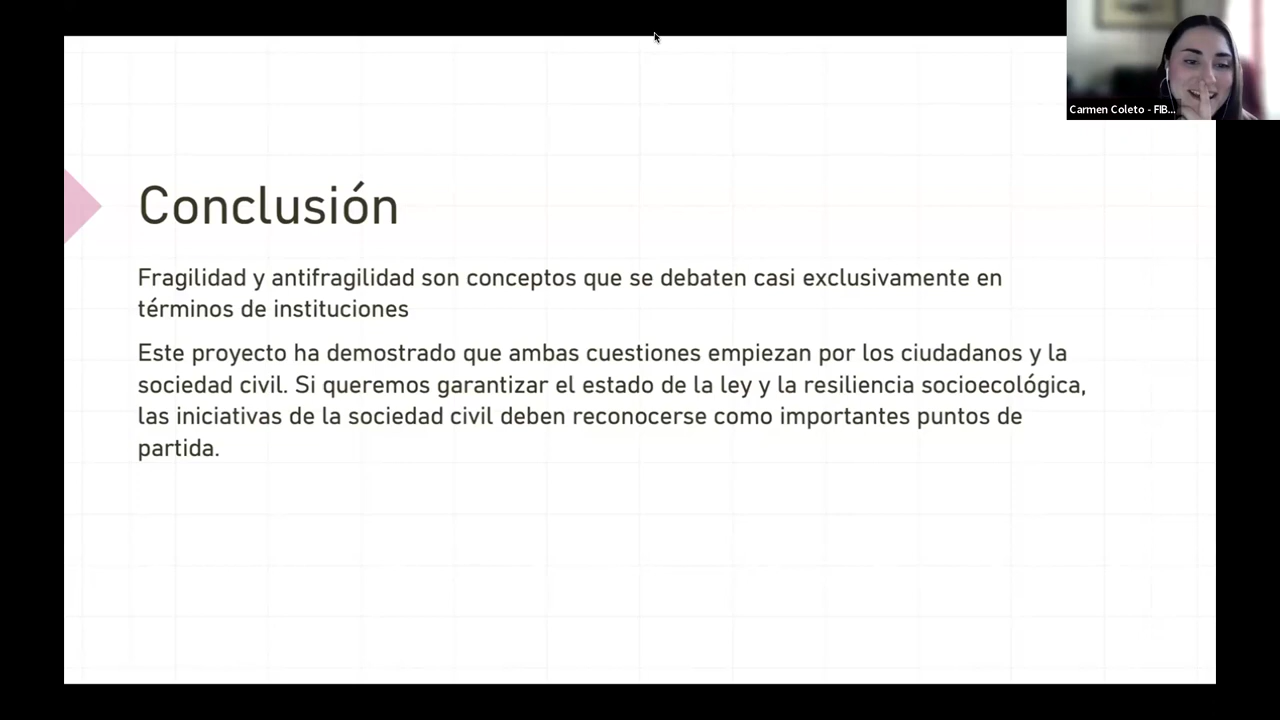 Carmen Coleto - FIB...
Conclusión
Fragilidad y antifragilidad son conceptos que se debaten casi exclusivamente en
términos de instituciones
Este proyecto ha demostrado que ambas cuestiones empiezan por los ciudadanos y la
sociedad civil. Si queremos garantizar el estado de la ley y la resiliencia socioecológica,
las iniciativas de la sociedad civil deben reconocerse como importantes puntos de
partida.